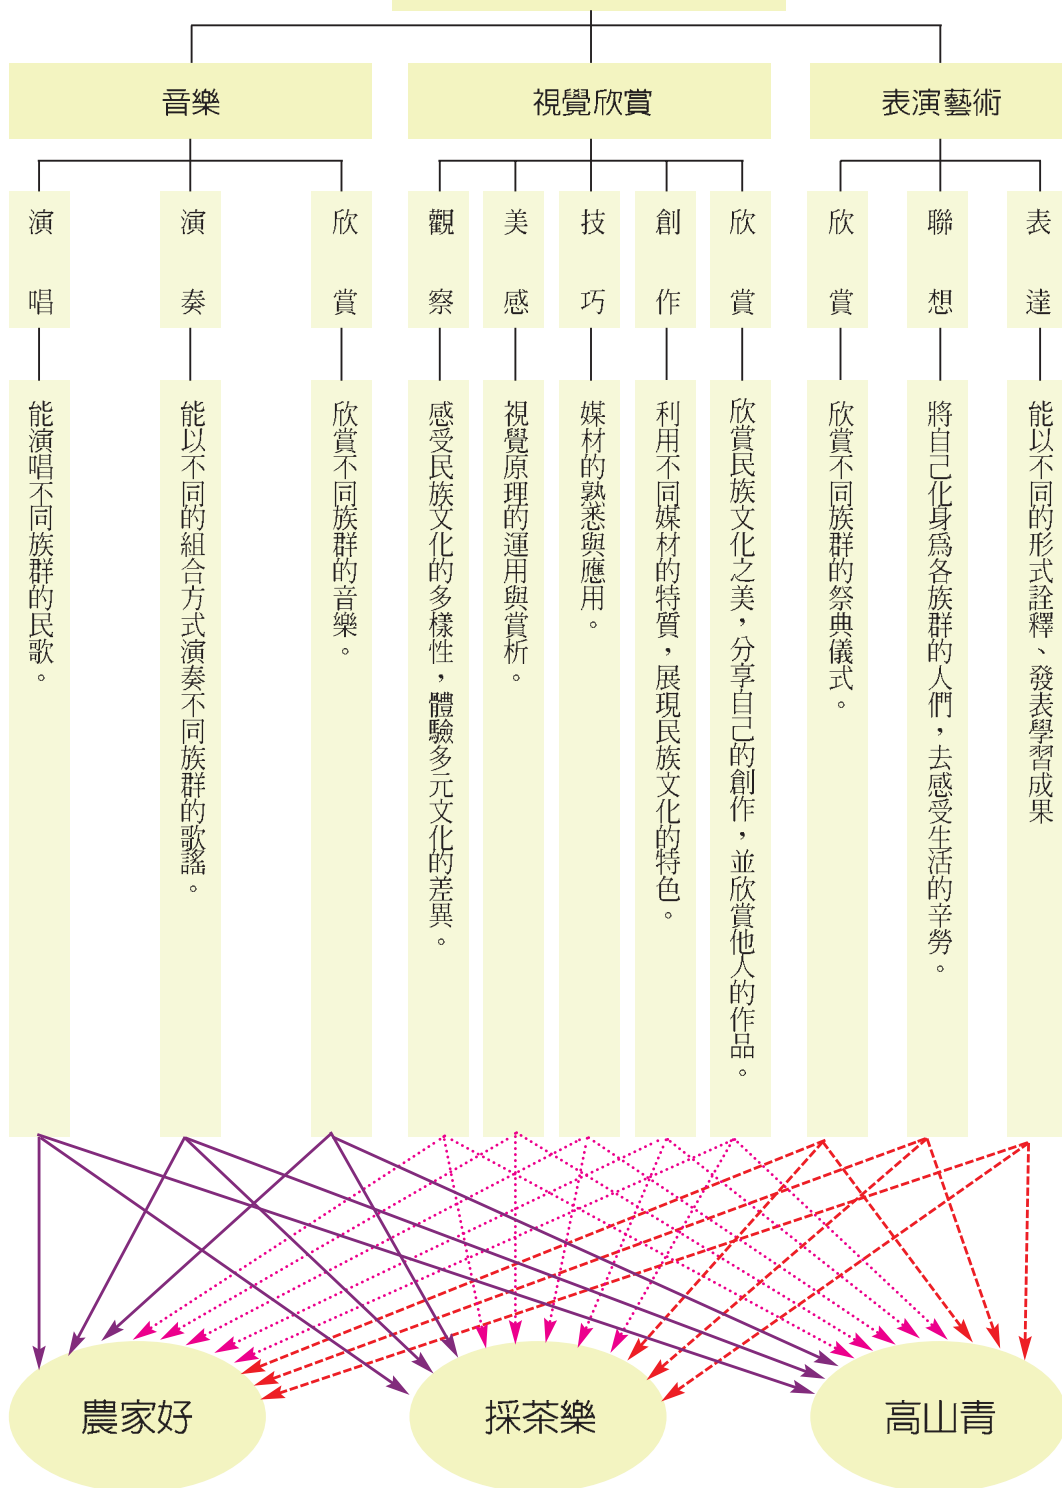 音樂
視覺欣賞
表演藝術
演唱
演奏
欣賞
觀察
美感
技巧
創作
欣賞
欣賞
聯想
表達
能演唱不同族群的民歌。
能以不同的組合方式演奏不同族群的歌謠。
欣賞不同族群的音樂。
感受民族文化的多樣性，體驗多元文化的差異。
視覺原理的運用與賞析。
媒材的熟悉與應用。
利用不同媒材的特質，展現民族文化的特色。
欣賞民族文化之美，分享自己的創作，並欣賞他人的作品。
欣賞不同族群的祭典儀式。
將自己化身爲各族群的人們，去感受生活的辛勞。
能以不同的形式詮釋、發表學習成果
農家好
採茶樂
高山青